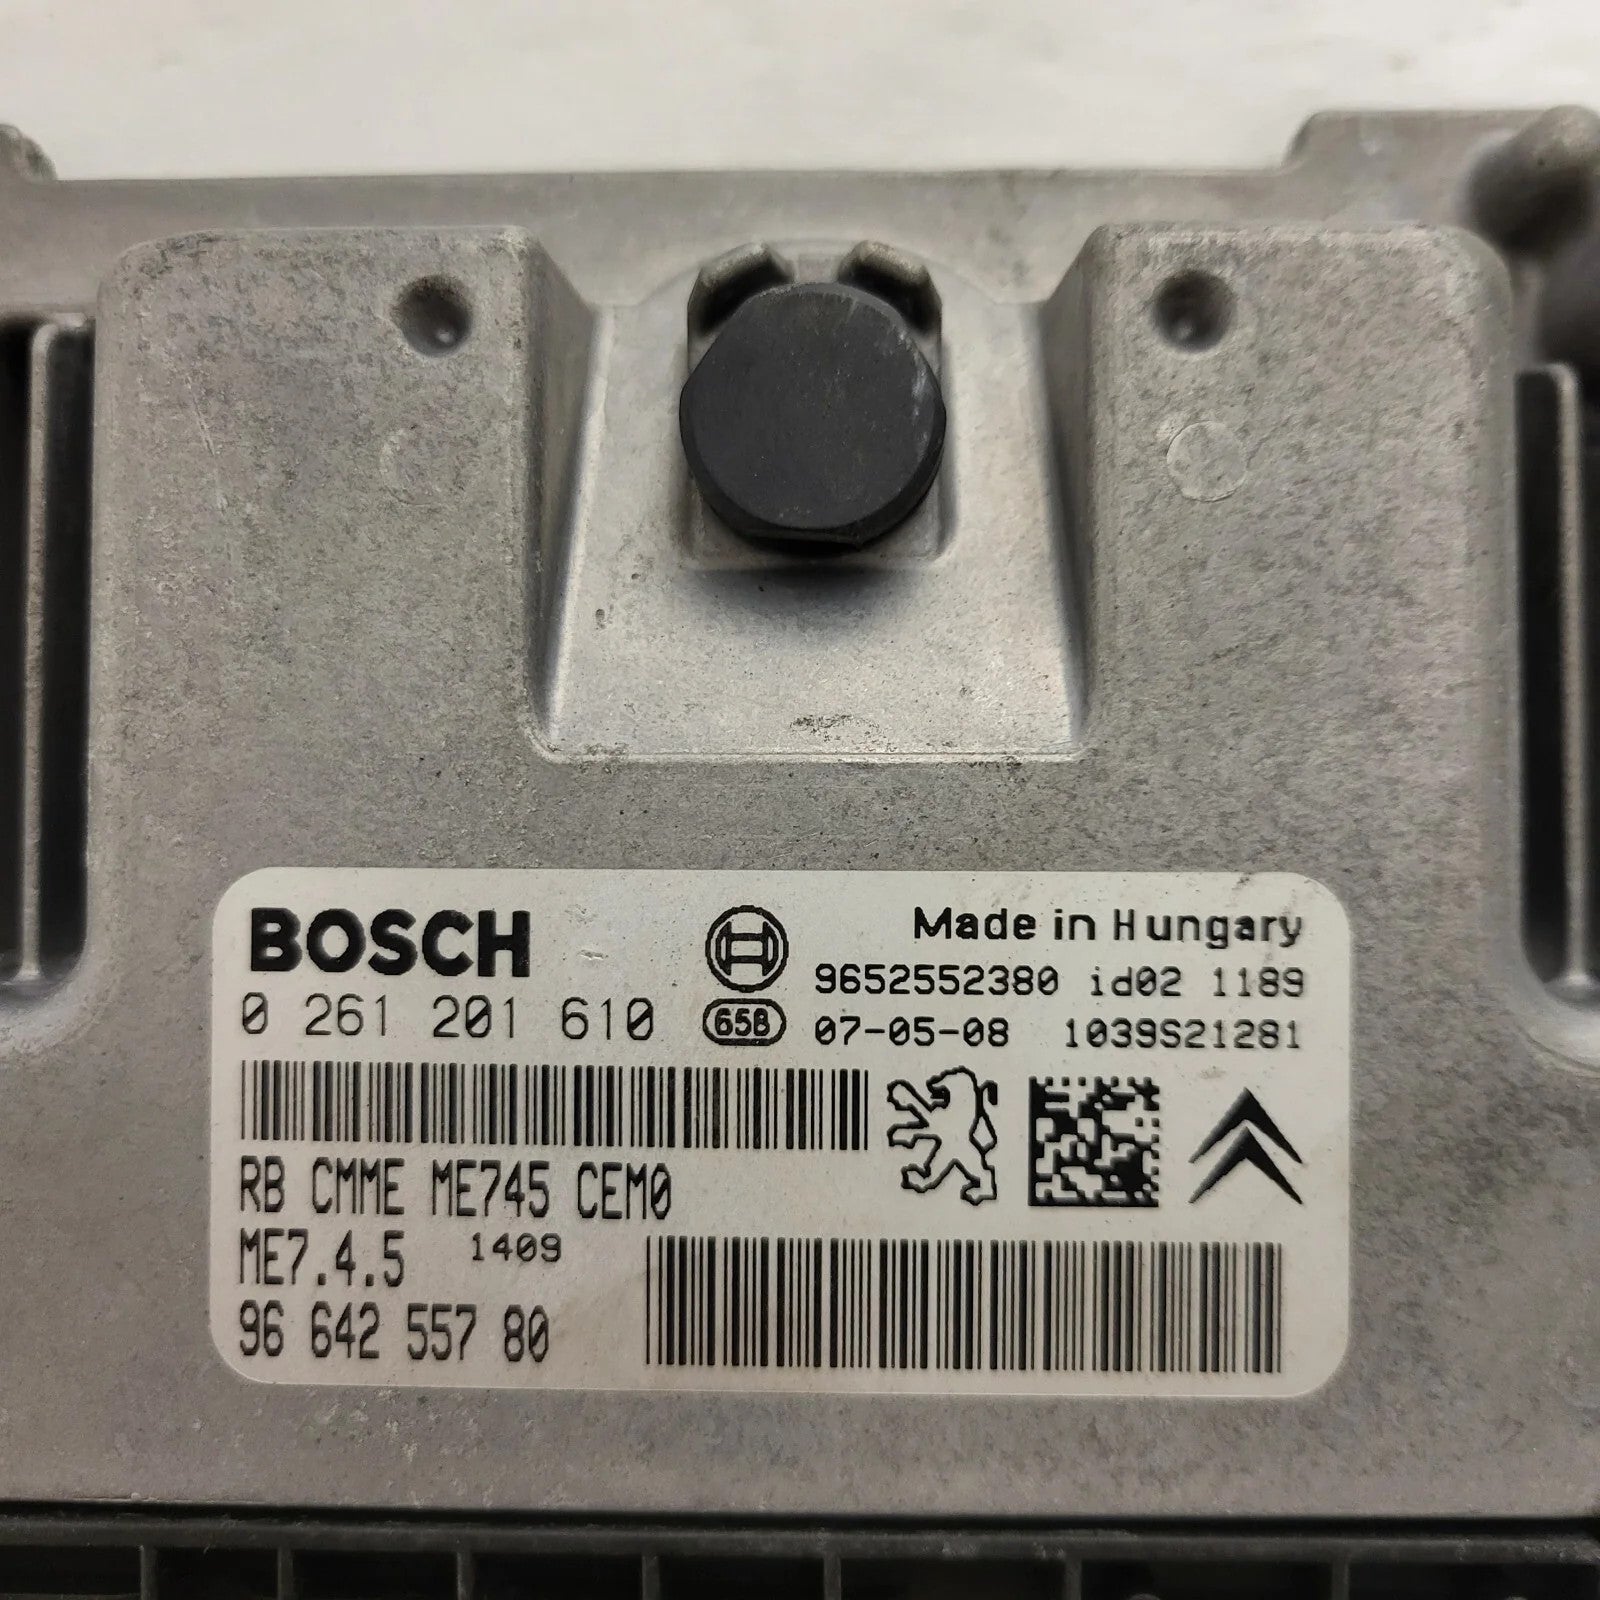 BOSCH
Made in Hungary
9652552380 id02 1189
0 261 201 610
65B
07-05-08 1039S21281
RB CMME ME745 CEM0
ME7.4.5 1409
96 642 557 80